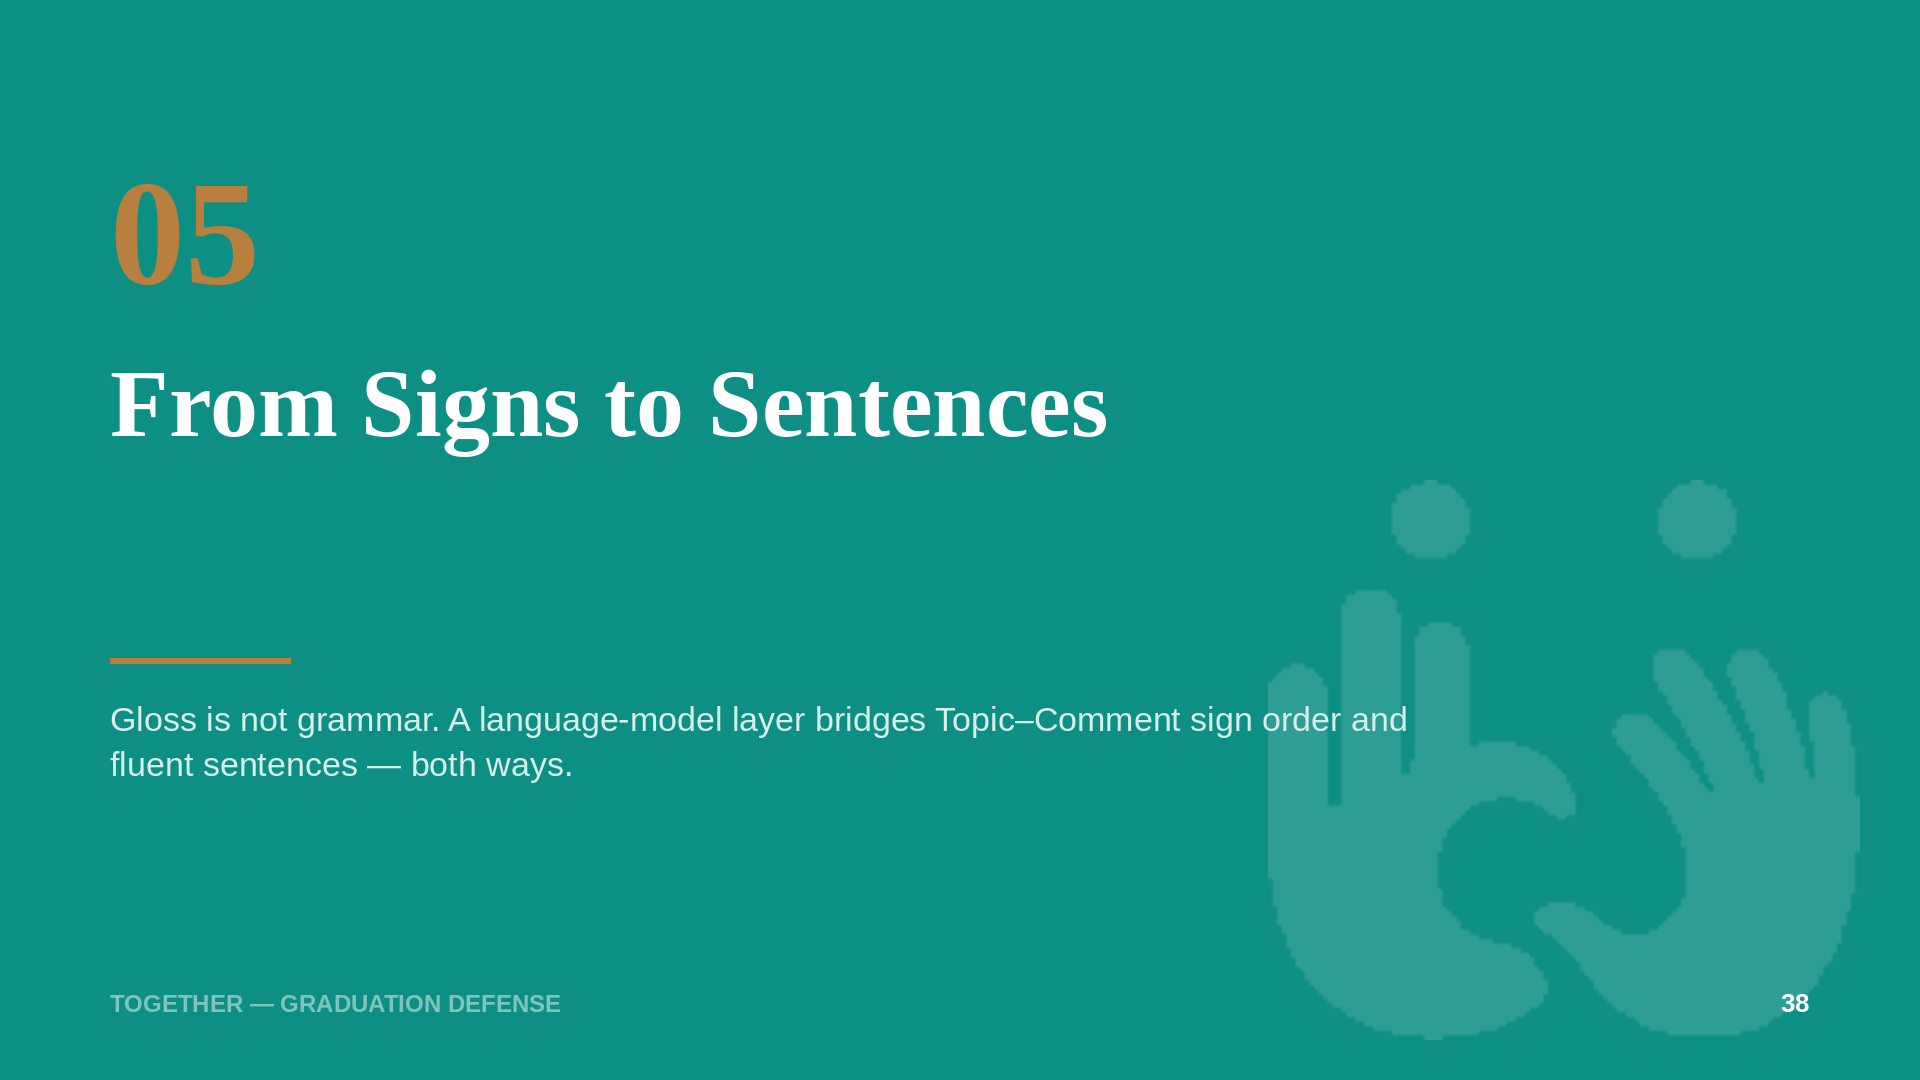 05
From Signs to Sentences
Gloss is not grammar. A language-model layer bridges Topic–Comment sign order and
fluent sentences — both ways.
TOGETHER — GRADUATION DEFENSE
38